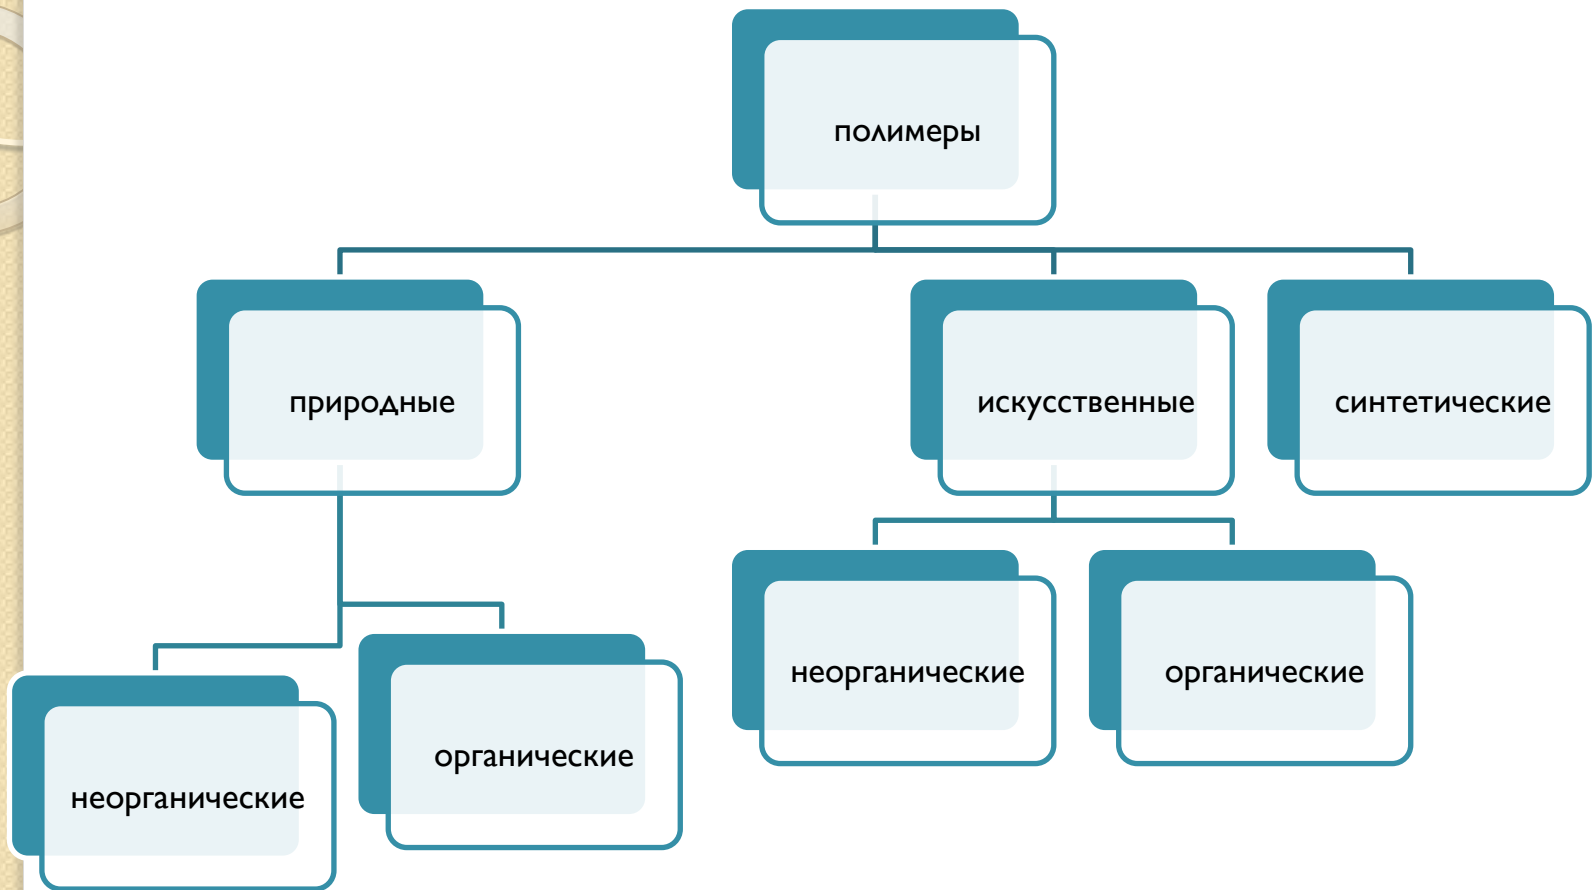 полимеры
природные
искусственные
синтетические
неорганические
органические
неорганические
органические